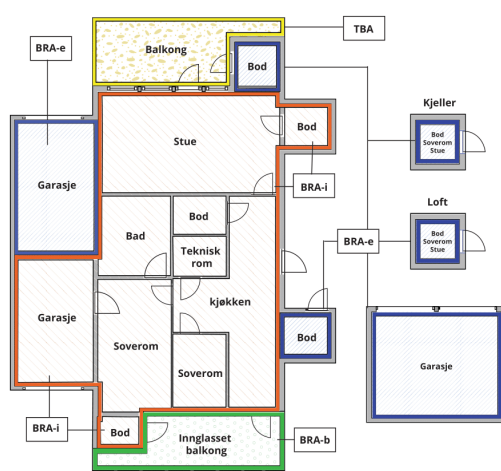 TBA
BRA-e
Balkong
Bod
Kjeller
Stue
Bod
Bod
Soverom
Stue
Garasje
BRA-i
Loft
Bad
Bod
Teknisk
rom
BRA-e
Bod
Soverom
Stue
kjøkken
Garasje
Bod
Soverom
Soverom
Garasje
BRA-i
Bod
Innglasset
balkong
BRA-b